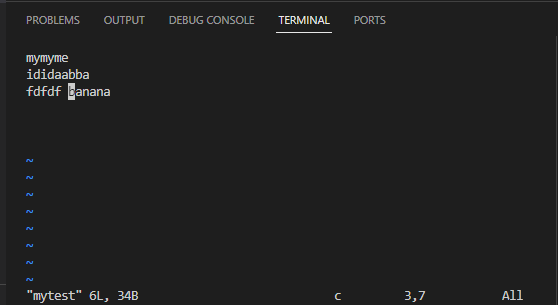 PROBLEMS OUTPUT DEBUG CONSOLE TERMINAL PORTS
mymyme
ididaabba
fdfdf banana
~
~
~
~
~
~
~
~
"mytest" 6L, 34B c 3,7 All